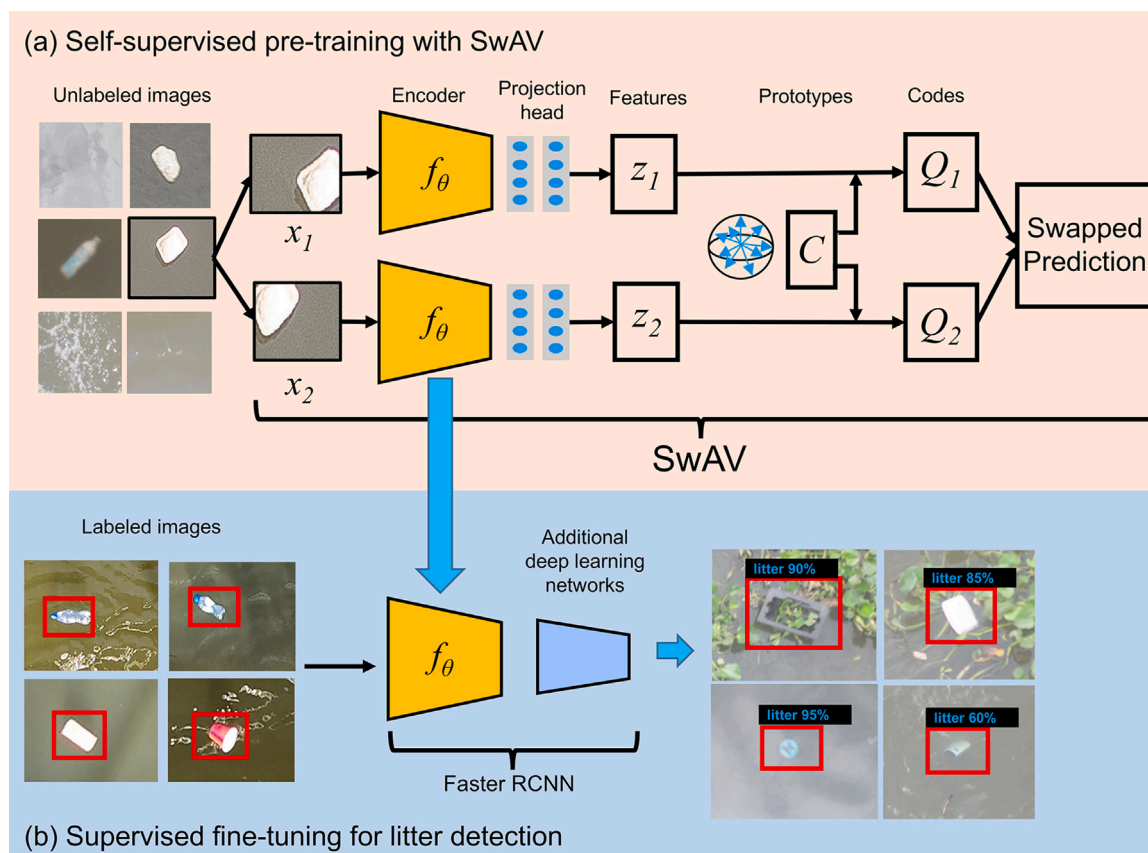 (a) Self-supervised pre-training with SwAV
Unlabeled images
Encoder
Projection
head
Features
Prototypes
Codes
x1
fθ
z1
Q1
C
Swapped
Prediction
x2
fθ
z2
Q2
SwAV
Labeled images
Additional
deep learning
networks
fθ
Faster RCNN
litter 90%
litter 85%
litter 95%
litter 60%
(b) Supervised fine-tuning for litter detection